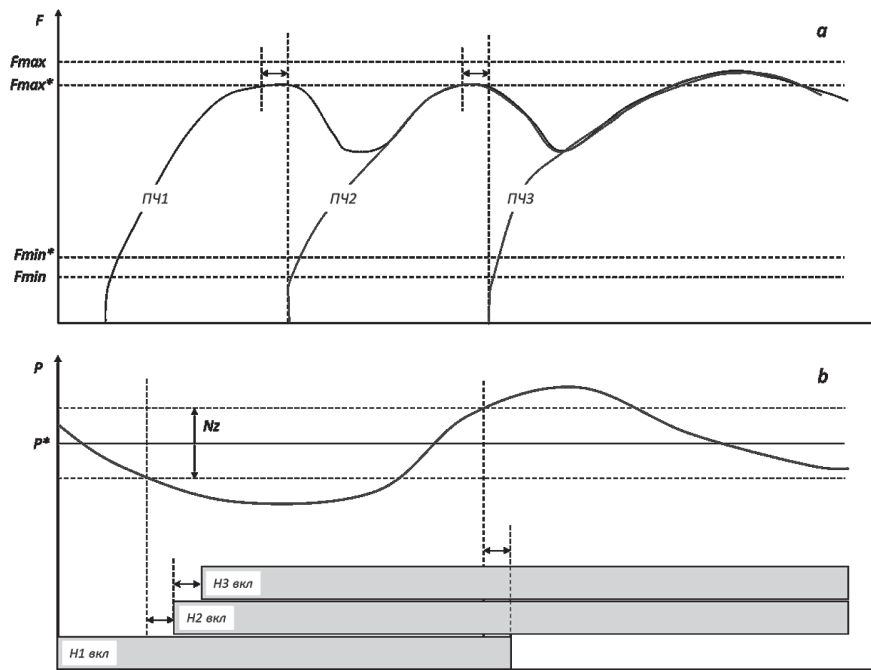 F
a
Fmax
Fmax*
ПЧ1
ПЧ2
ПЧ3
Fmin*
Fmin
P
b
Nz
P*
Н3 вкл
Н2 вкл
Н1 вкл